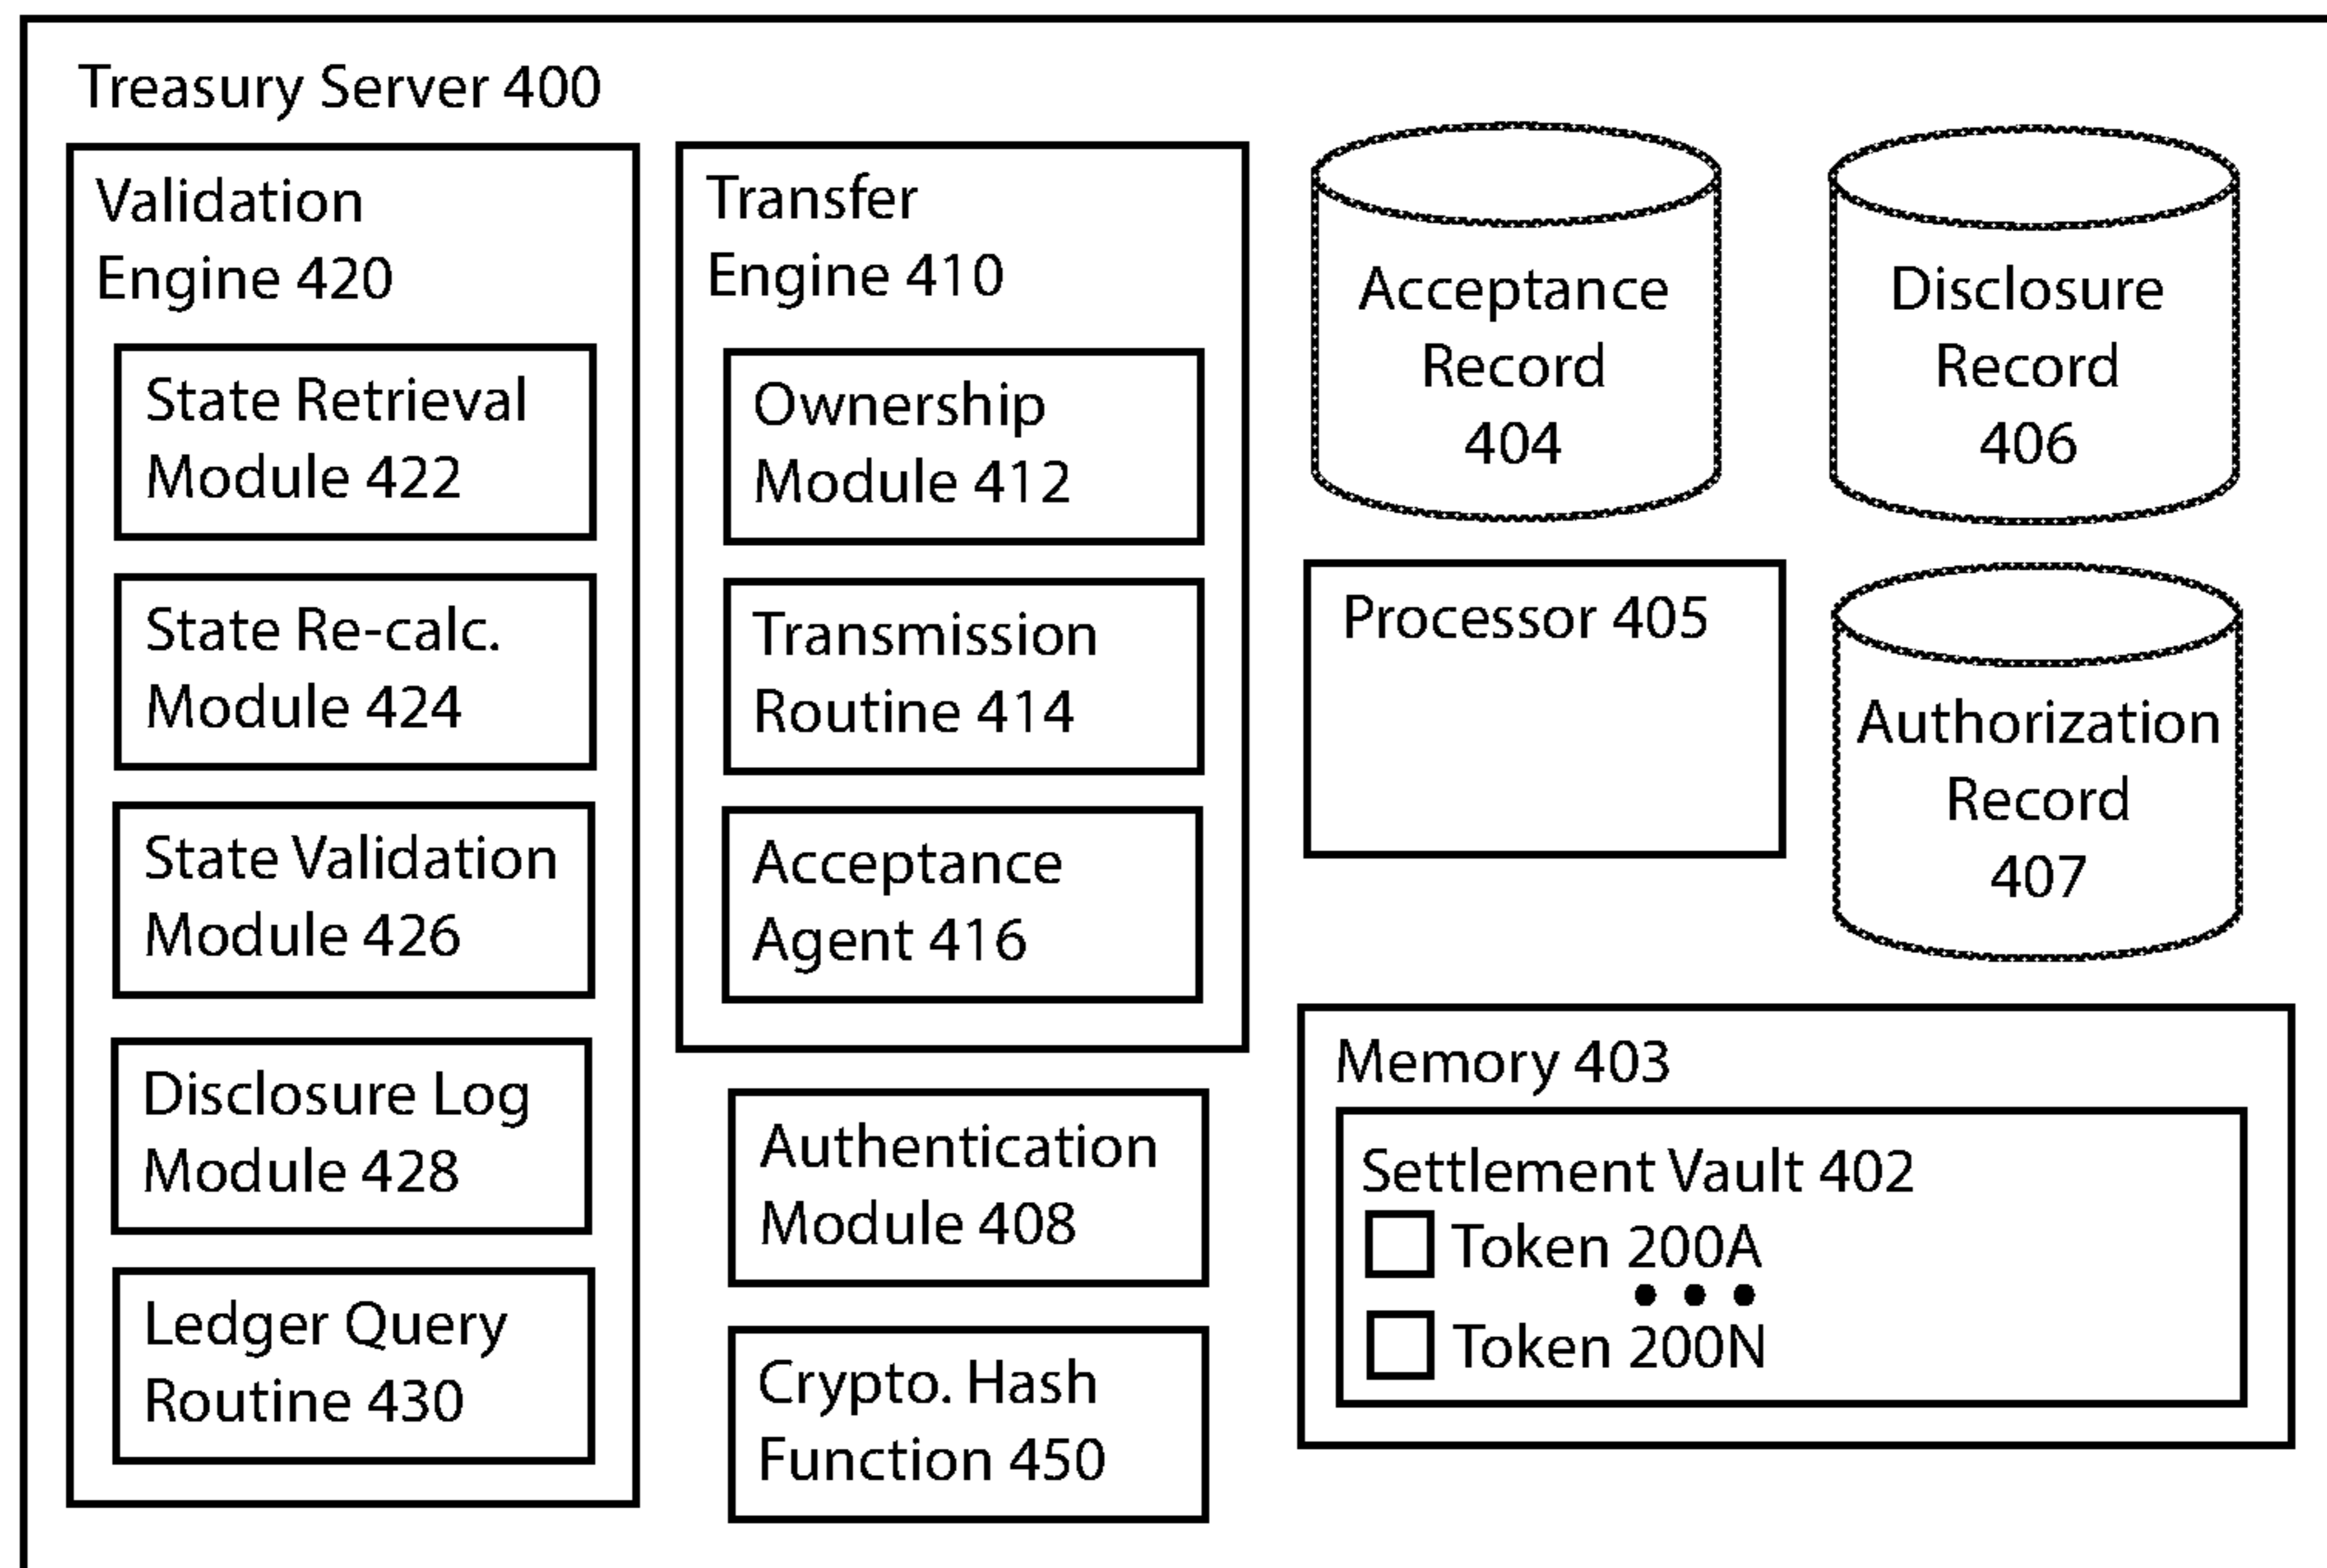 Treasury Server 400
Validation
Engine 420
State Retrieval
Module 422
State Re-calc.
Module 424
State Validation
Module 426
Disclosure Log
Module 428
Ledger Query
Routine 430
Transfer
Engine 410
Ownership
Module 412
Transmission
Routine 414
Acceptance
Agent 416
Authentication
Module 408
Crypto. Hash
Function 450
Acceptance
Record
404
Disclosure
Record
406
Processor 405
Authorization
Record
407
Memory 403
Settlement Vault 402
Token 200A
• • •
Token 200N